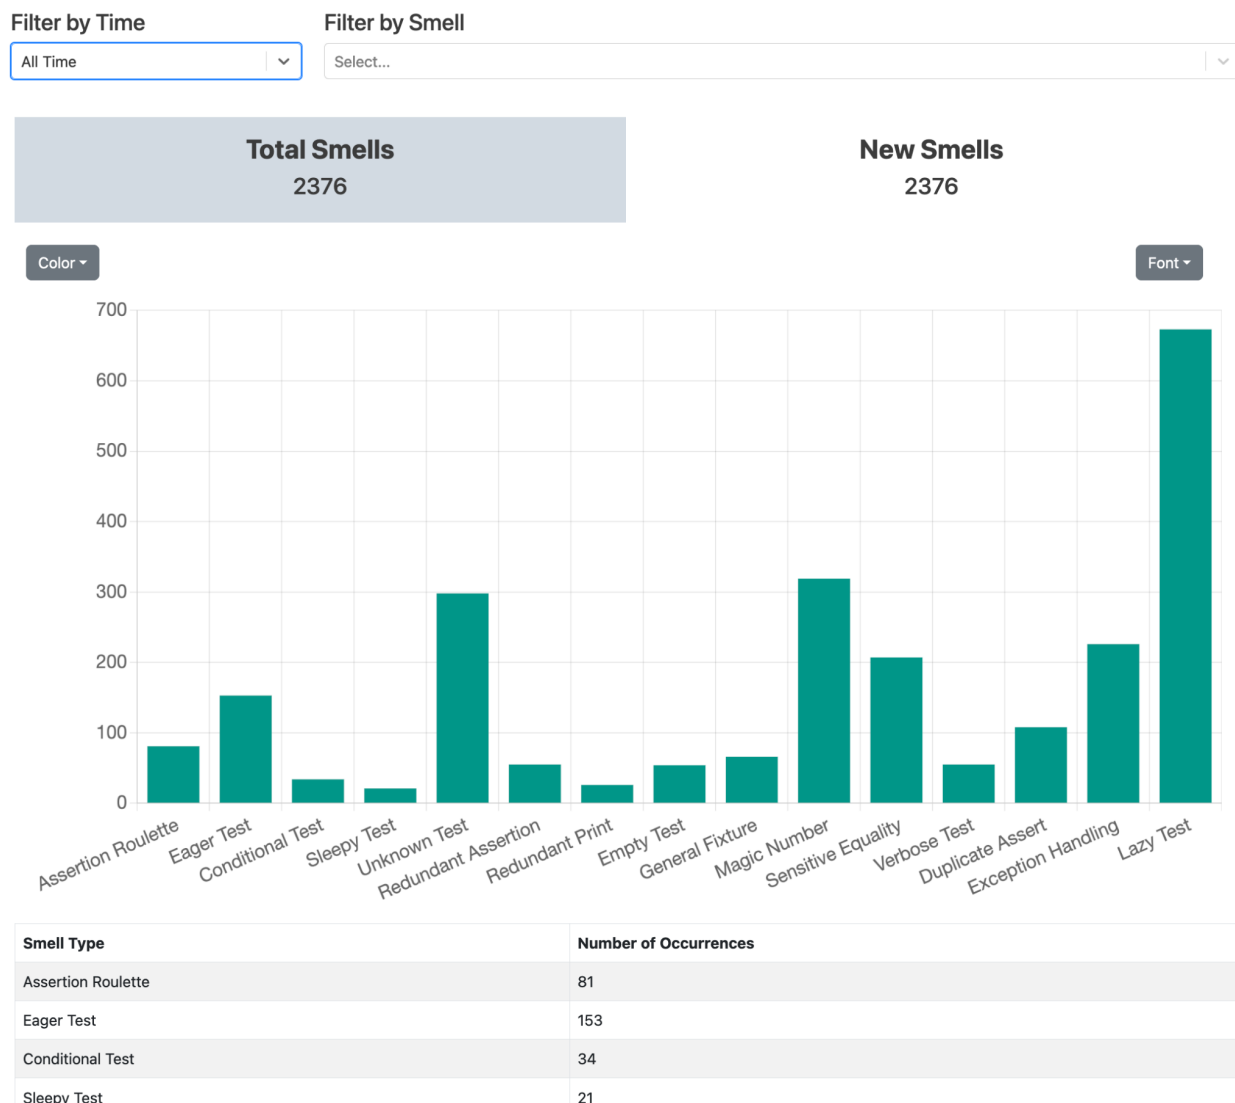 Filter by Time
Filter by Smell
All Time
Select...
Total Smells
2376
New Smells
2376
Color
Font
700
600
500
400
300
200
100
0
Assertion Roulette
Eager Test
Conditional Test
Sleepy Test
Unknown Test
Redundant Assertion
Redundant Print
Empty Test
General Fixture
Magic Number
Sensitive Equality
Verbose Test
Duplicate Assert
Exception Handling
Lazy Test
Smell Type Number of Occurrences
Assertion Roulette 81
Eager Test 153
Conditional Test 34
Sleepy Test 21